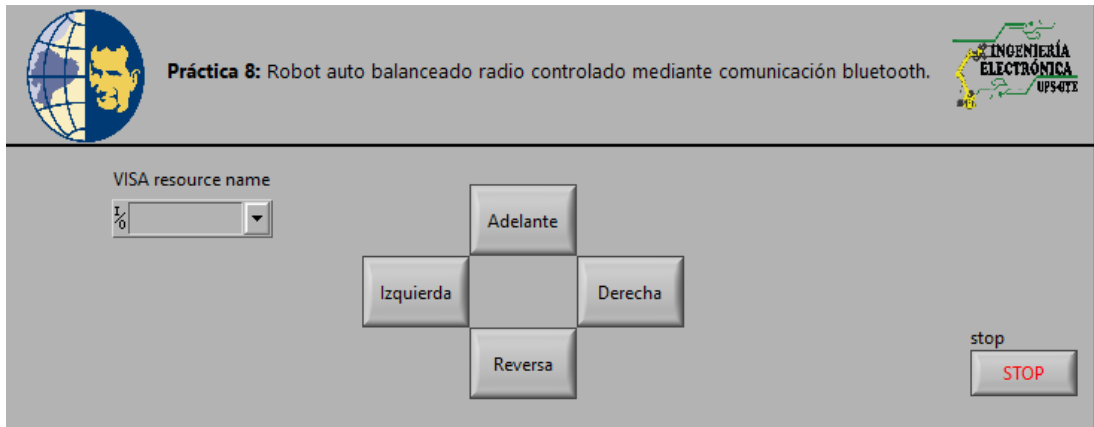 Práctica 8: Robot auto balanceado radio controlado mediante comunicación bluetooth.
INGENIERÍA
ELECTRÓNICA
UPS-GYE
VISA resource name
I/O
Adelante
Izquierda
Derecha
Reversa
stop
STOP